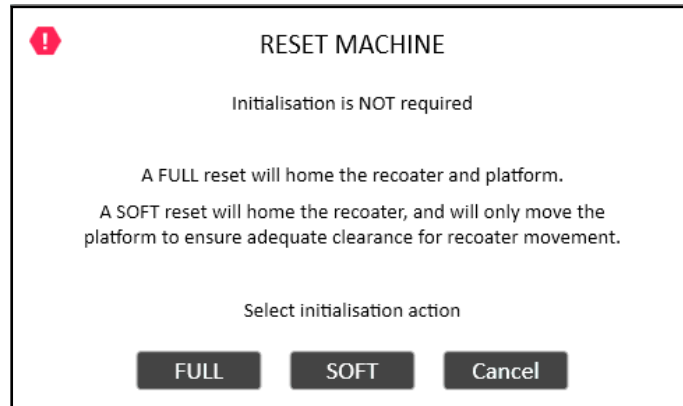 !
RESET MACHINE
Initialisation is NOT required
A FULL reset will home the recoater and platform.
A SOFT reset will home the recoater, and will only move the
platform to ensure adequate clearance for recoater movement.
Select initialisation action
FULL SOFT Cancel